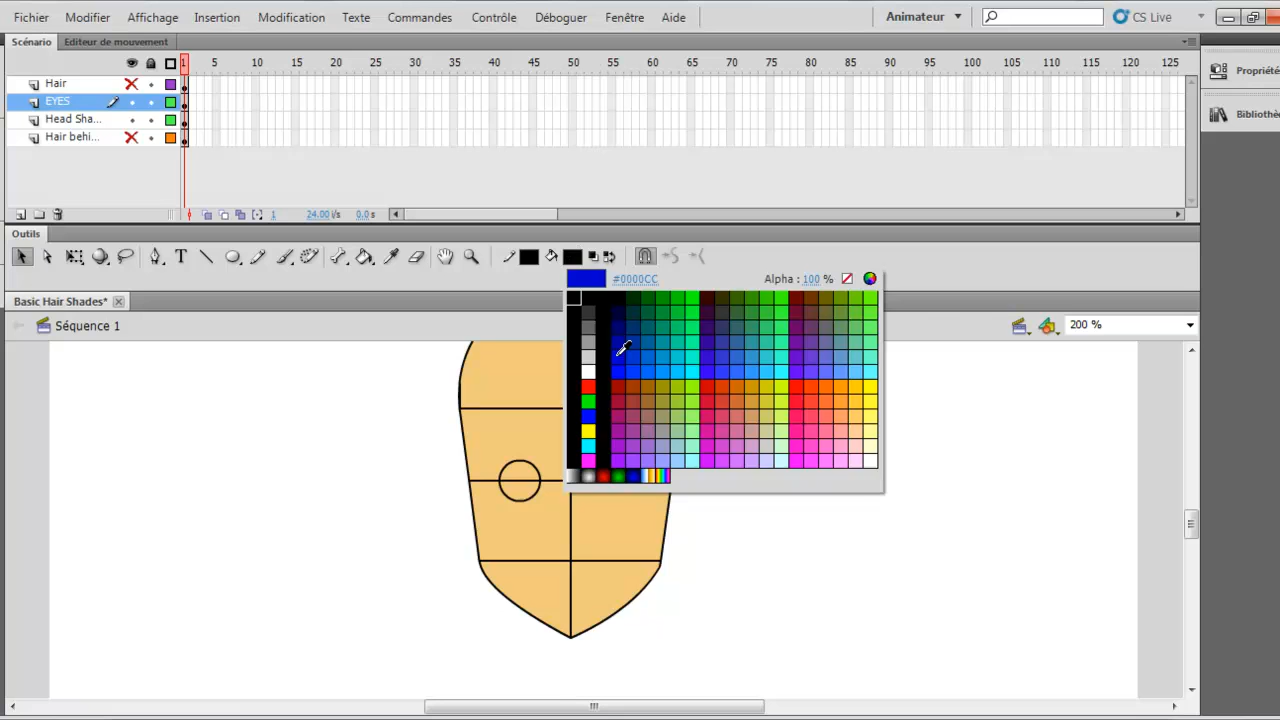 Fichier Modifier Affichage Insertion Modification Texte Commandes Contrôle Déboguer Fenêtre Aide Animateur CS Live
Scénario Editeur de mouvement
1 5 10 15 20 25 30 35 40 45 50 55 60 65 70 75 80 85 90 95 100 105 110 115 120 125
Propriété
Hair
EYES
Bibliothè
Head Sha...
Hair behi...
1 24.00 i/s 0.0 s
Outils
#0000CC Alpha : 100 %
Basic Hair Shades*
Séquence 1 200 %